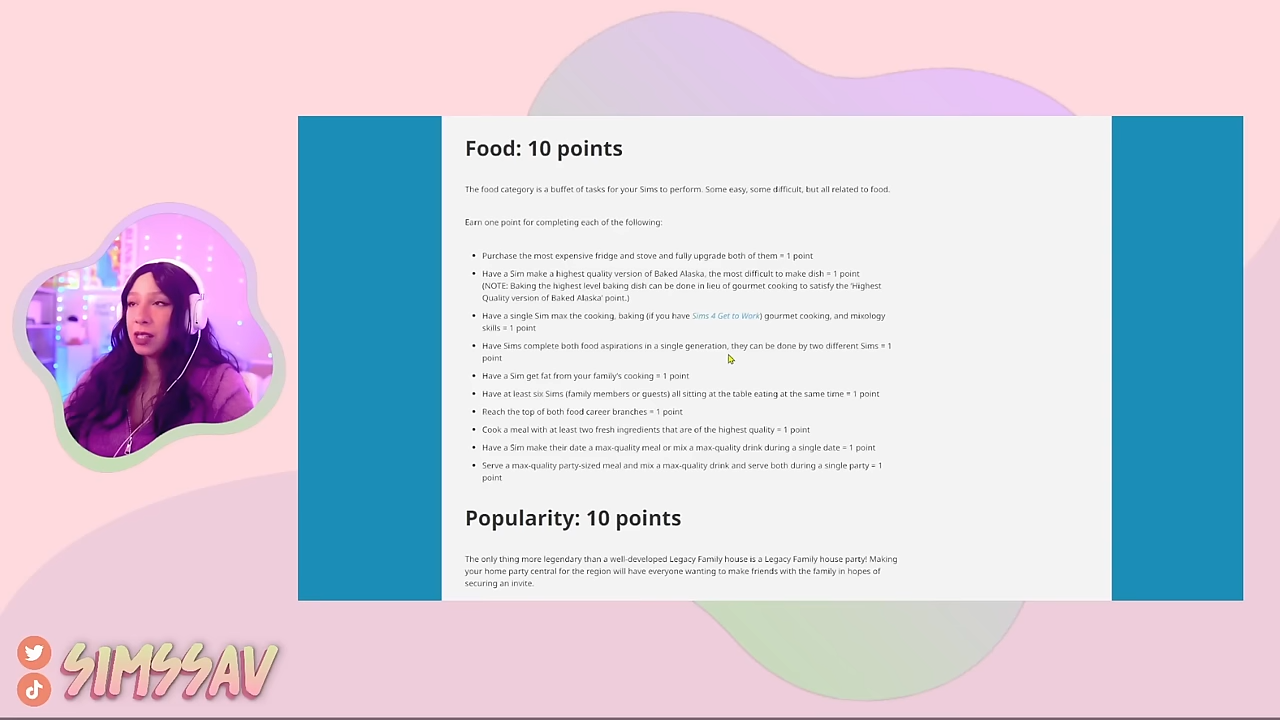 Food: 10 points
The food category is a buffet of tasks for your Sims to perform. Some easy, some difficult, but all related to food.
Earn one point for completing each of the following:
• Purchase the most expensive fridge and stove and fully upgrade both of them = 1 point
• Have a Sim make a highest quality version of Baked Alaska, the most difficult to make dish = 1 point
(NOTE: Baking the highest level baking dish can be done in lieu of gourmet cooking to satisfy the 'Highest
Quality version of Baked Alaska' point.)
• Have a single Sim max the cooking, baking (if you have Sims 4 Get to Work) gourmet cooking, and mixology
skills = 1 point
• Have Sims complete both food aspirations in a single generation, they can be done by two different Sims = 1
point
• Have a Sim get fat from your family's cooking = 1 point
• Have at least six Sims (family members or guests) all sitting at the table eating at the same time = 1 point
• Reach the top of both food career branches = 1 point
• Cook a meal with at least two fresh ingredients that are of the highest quality = 1 point
• Have a Sim make their date a max-quality meal or mix a max-quality drink during a single date = 1 point
• Serve a max-quality party-sized meal and mix a max-quality drink and serve both during a single party = 1
point
Popularity: 10 points
The only thing more legendary than a well-developed Legacy Family house is a Legacy Family house party! Making
your home party central for the region will have everyone wanting to make friends with the family in hopes of
securing an invite.
SIMSSAV